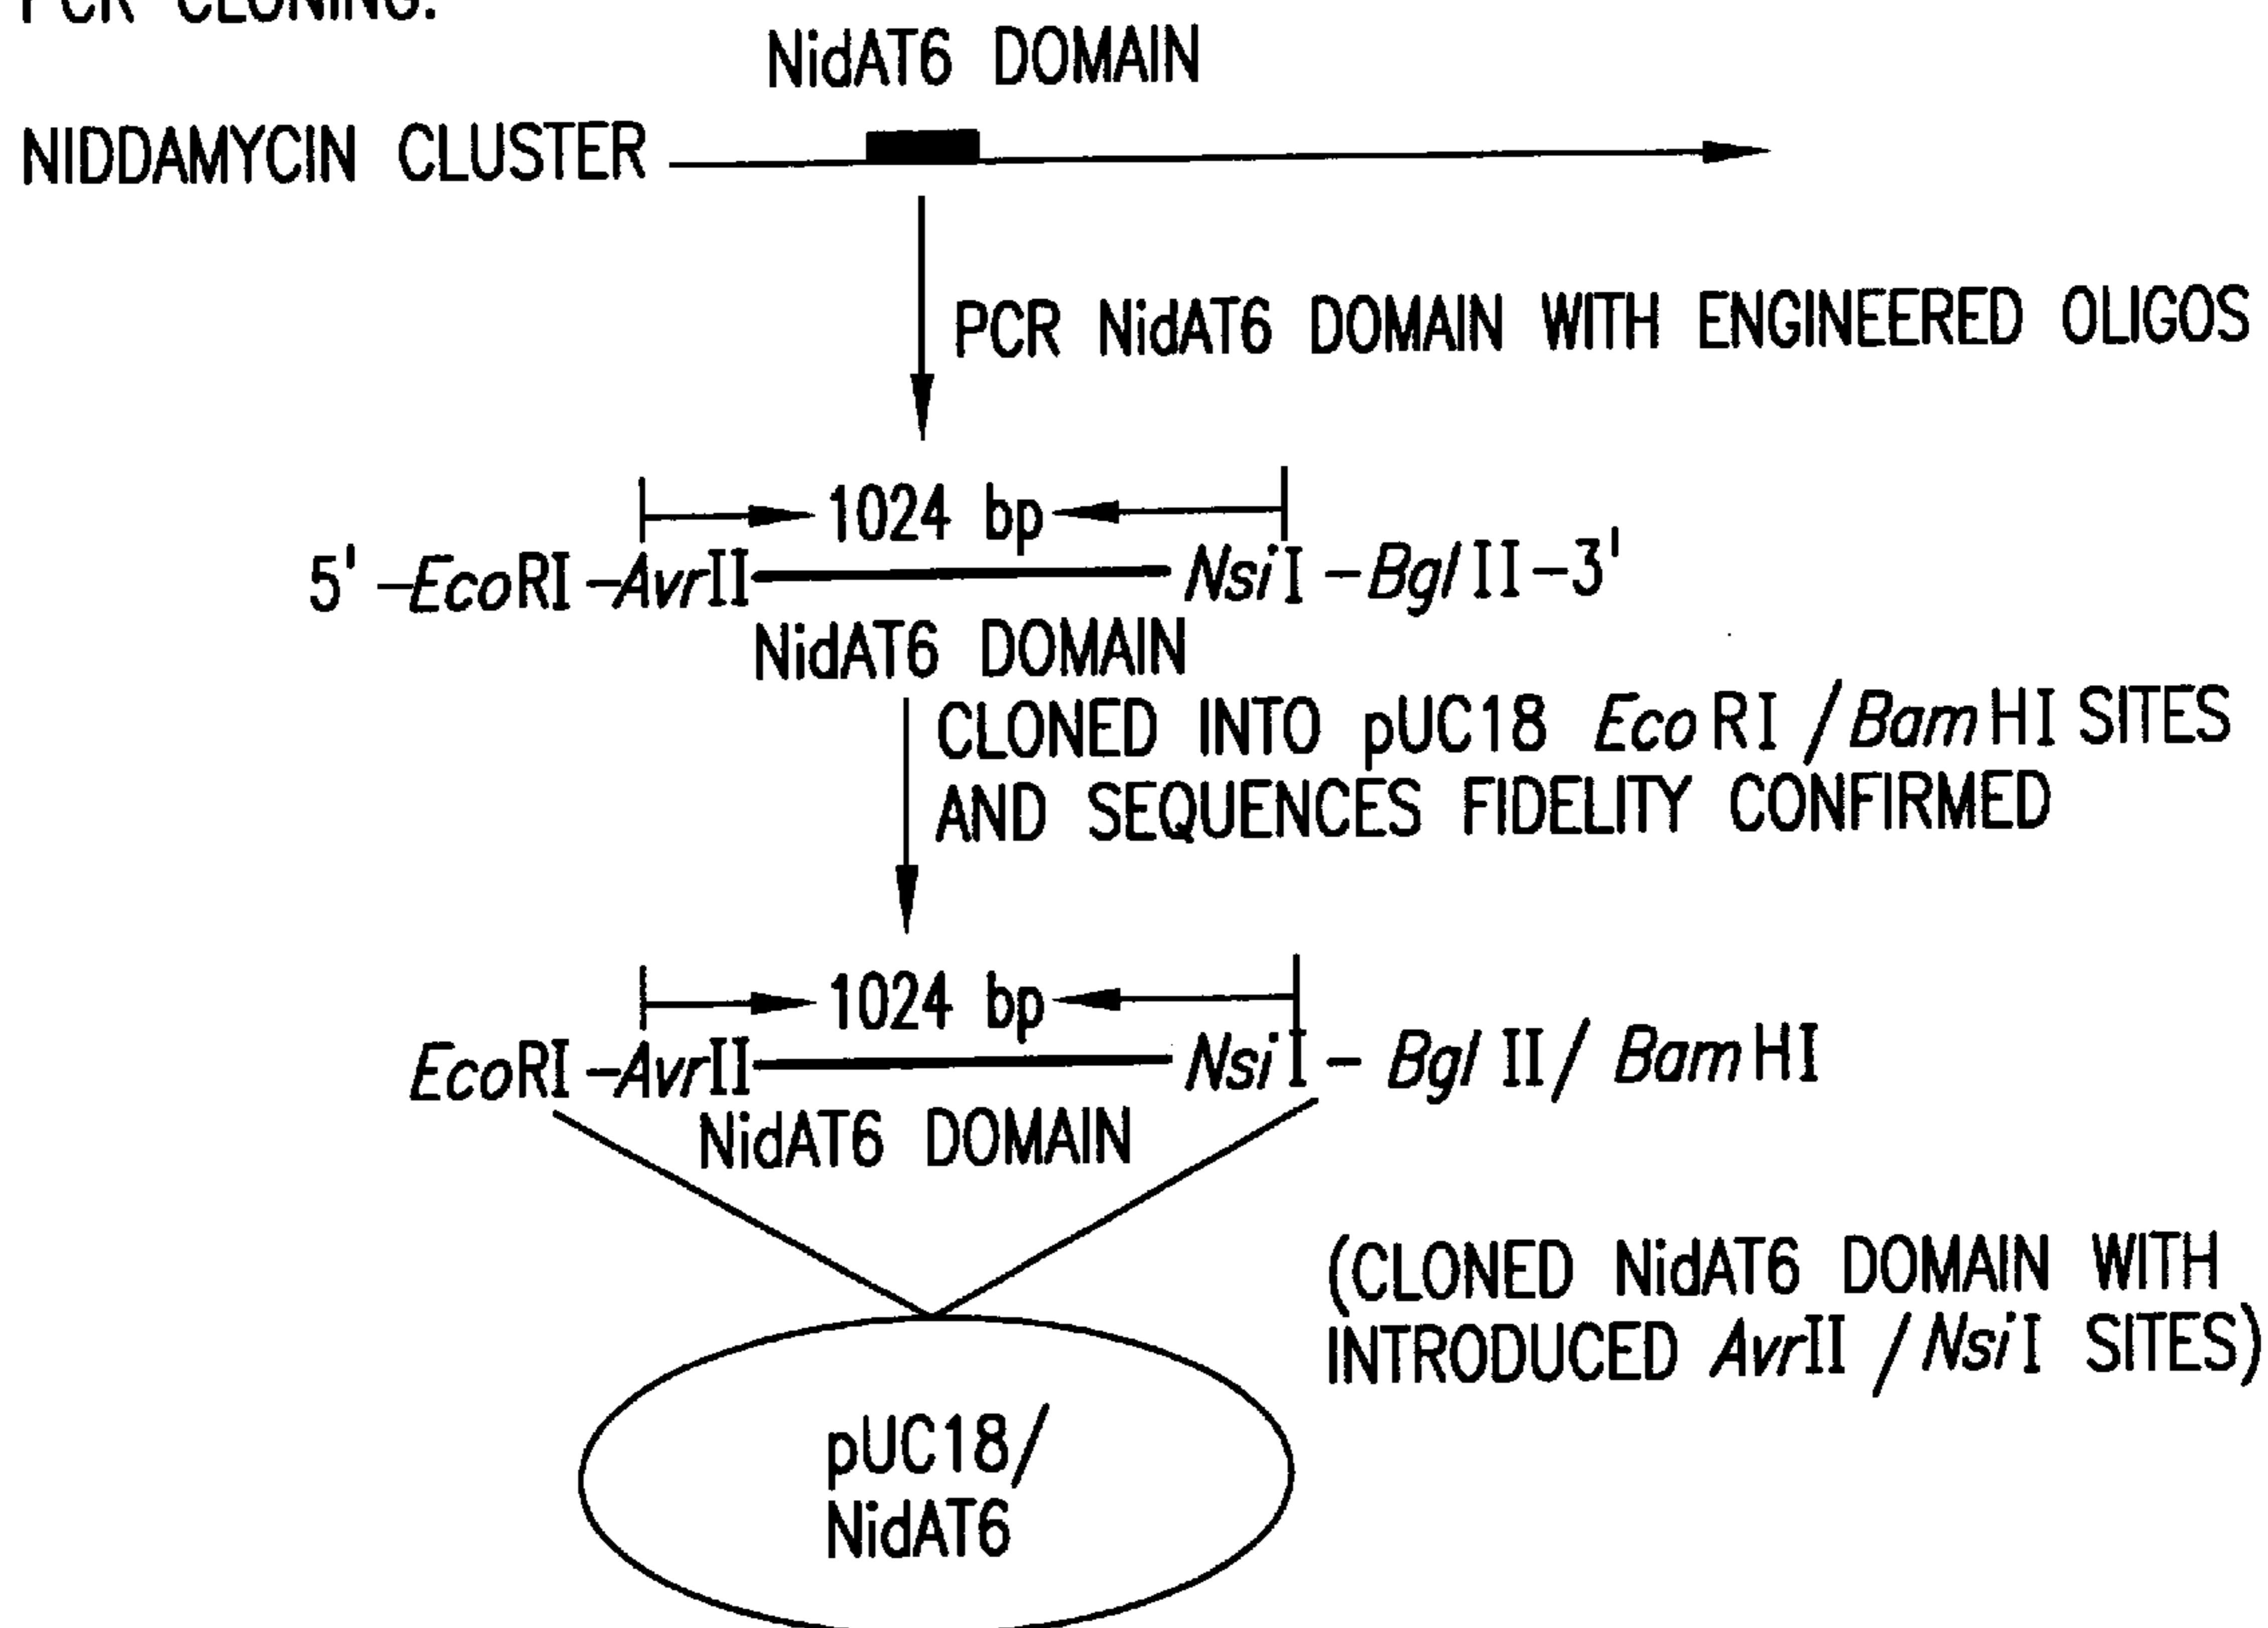 PCR CLONING:
NidAT6 DOMAIN
NIDDAMYCIN CLUSTER
PCR NidAT6 DOMAIN WITH ENGINEERED OLIGOS
1024 bp
5' -EcoRI -AvrII NsiI -BglII -3'
NidAT6 DOMAIN
CLONED INTO pUC18 EcoRI /BamHI SITES
AND SEQUENCES FIDELITY CONFIRMED
1024 bp
EcoRI -AvrII NsiI - BglII/ BamHI
NidAT6 DOMAIN
(CLONED NidAT6 DOMAIN WITH
INTRODUCED AvrII /NsiI SITES)
pUC18/
NidAT6